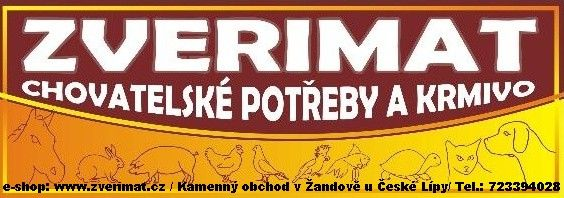 ZVERIMAT
CHOVATELSKÉ POTŘEBY A KRMIVO
e-shop: www.zverimat.cz / Kamenný obchod v Žandově u České Lípy/ Tel.: 723394028